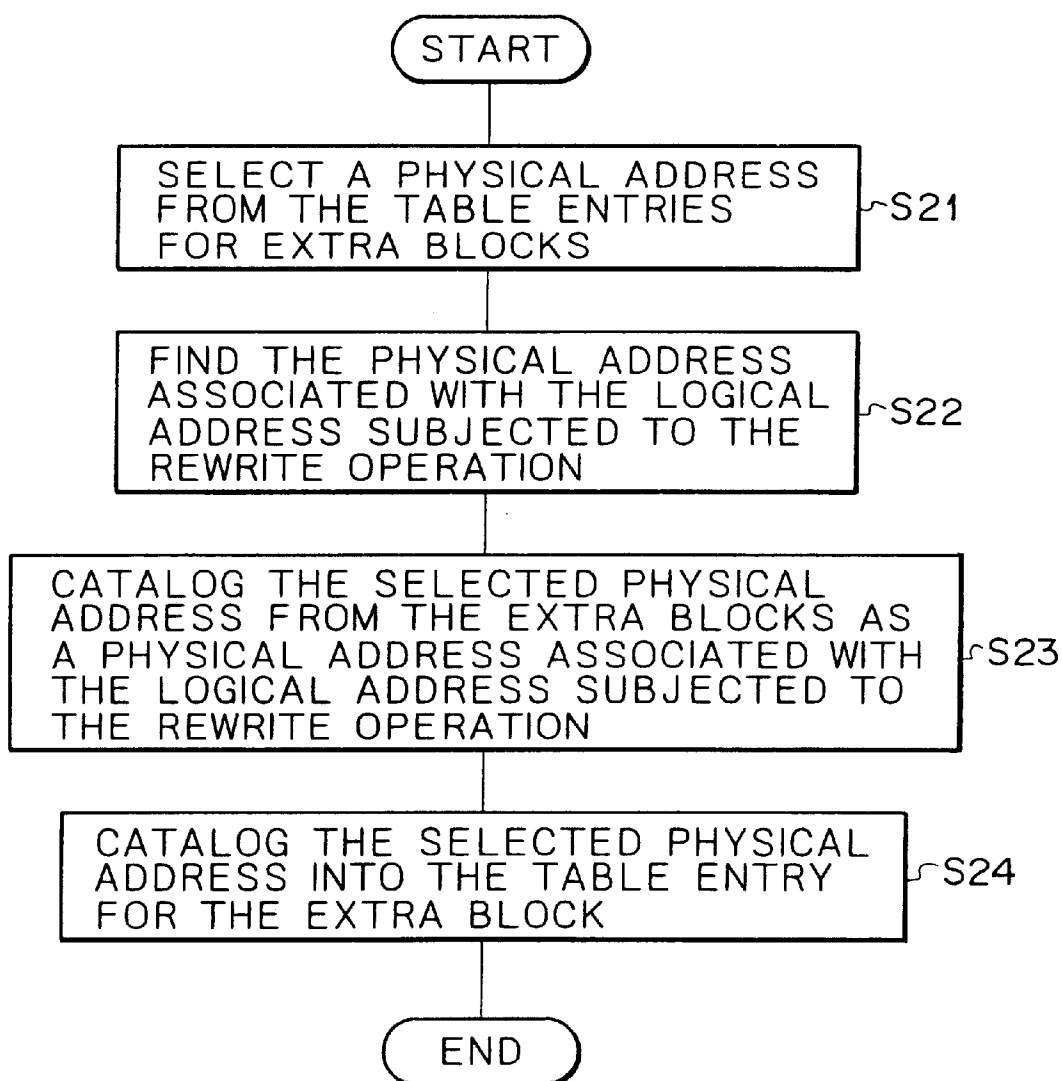 START
SELECT A PHYSICAL ADDRESS
FROM THE TABLE ENTRIES
FOR EXTRA BLOCKS
S21
FIND THE PHYSICAL ADDRESS
ASSOCIATED WITH THE LOGICAL
ADDRESS SUBJECTED TO THE
REWRITE OPERATION
S22
CATALOG THE SELECTED PHYSICAL
ADDRESS FROM THE EXTRA BLOCKS AS
A PHYSICAL ADDRESS ASSOCIATED WITH
THE LOGICAL ADDRESS SUBJECTED TO
THE REWRITE OPERATION
S23
CATALOG THE SELECTED PHYSICAL
ADDRESS INTO THE TABLE ENTRY
FOR THE EXTRA BLOCK
S24
END